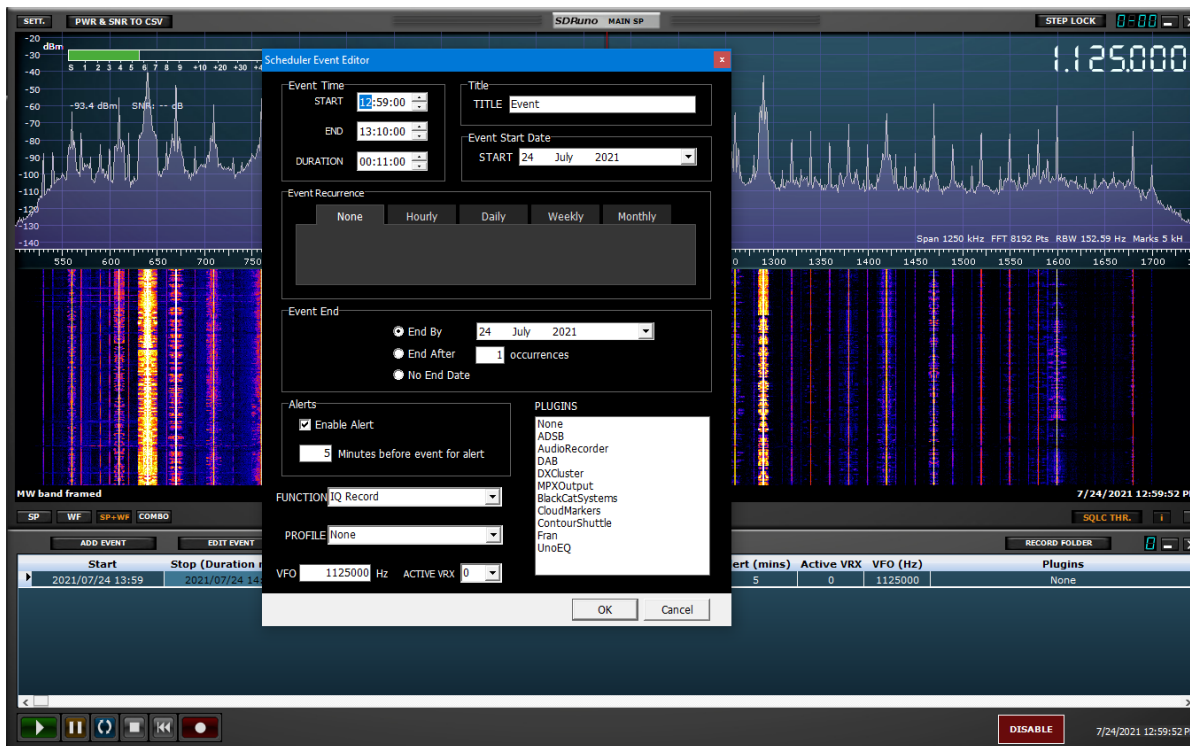 SETT. PWR & SNR TO CSV SDRuno MAIN SP STEP LOCK 0-00
-20
dBm
-30
S 1 2 3 4 5 6 7 8 9 +10 +20 +30
-40
-50
-60
-93.4 dBm SNR: -- dB
-70
-80
-90
-100
-110
-120
-130
-140
1.125.000
Span 1250 kHz FFT 8192 Pts RBW 152.59 Hz Marks 5 kH
550 600 650 700 750
1300 1350 1400 1450 1500 1550 1600 1650 1700
Scheduler Event Editor x
Event Time
START 12:59:00
END 13:10:00
DURATION 00:11:00
Title
TITLE Event
Event Start Date
START 24 July 2021
Event Recurrence
None Hourly Daily Weekly Monthly
Event End
End By 24 July 2021
End After 1 occurrences
No End Date
Alerts
Enable Alert
5 Minutes before event for alert
FUNCTION IQ Record
PROFILE None
VFO 1125000 Hz ACTIVE VRX 0
PLUGINS
None
ADSB
AudioRecorder
DAB
DXCluster
MPXOutput
BlackCatSystems
CloudMarkers
ContourShuttle
Fran
UnoEQ
OK Cancel
MW band framed 7/24/2021 12:59:52 P
SP WF SP+WF COMBO SQLC THR. i
ADD EVENT EDIT EVENT RECORD FOLDER 0
Start Stop (Duration ert (mins) Active VRX VFO (Hz) Plugins
2021/07/24 13:59 2021/07/24 14: 5 0 1125000 None
DISABLE 7/24/2021 12:59:52 P